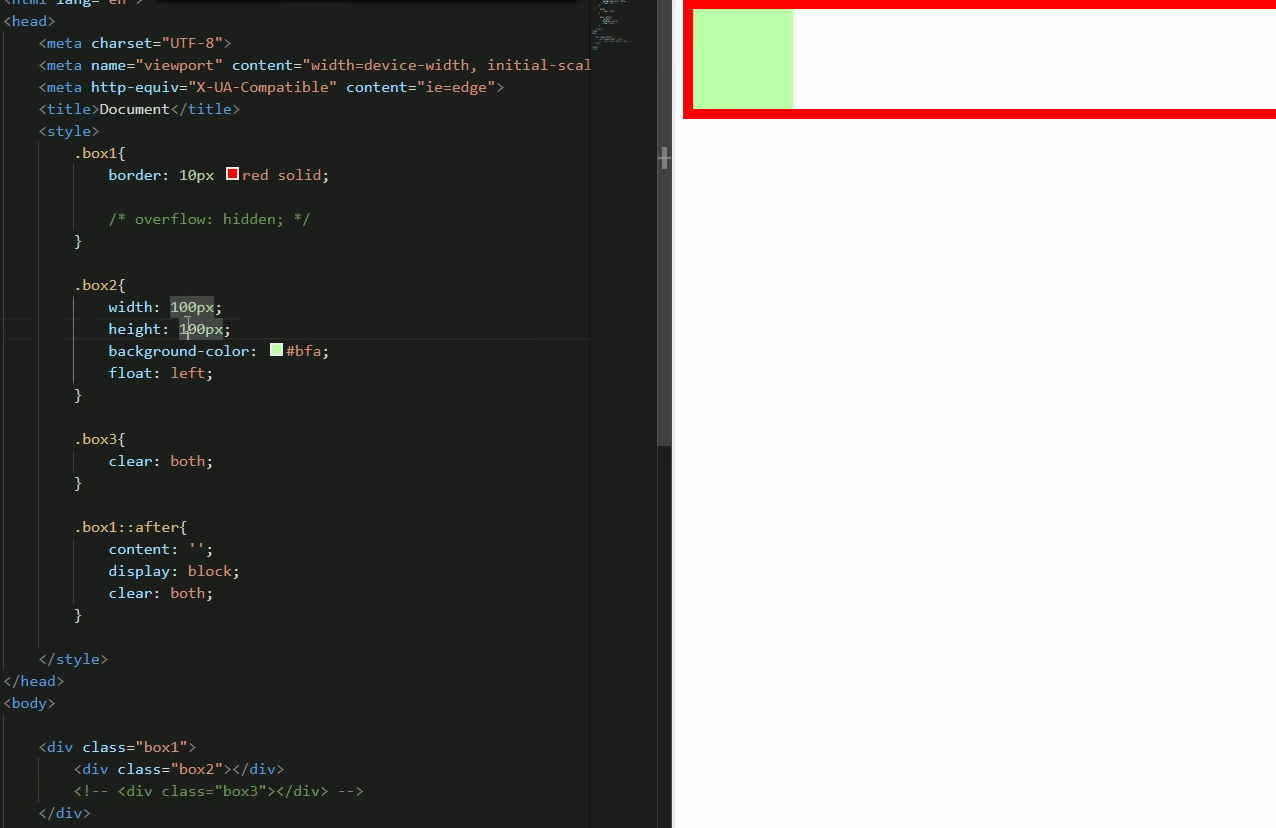 <html lang="en">
<head>
<meta charset="UTF-8">
<meta name="viewport" content="width=device-width, initial-scal
<meta http-equiv="X-UA-Compatible" content="ie=edge">
<title>Document</title>
<style>
.box1{
border: 10px red solid;
/* overflow: hidden; */
}
.box2{
width: 100px;
height: 100px;
background-color: #bfa;
float: left;
}
.box3{
clear: both;
}
.box1::after{
content: '';
display: block;
clear: both;
}
</style>
</head>
<body>
<div class="box1">
<div class="box2"></div>
<!-- <div class="box3"></div> -->
</div>